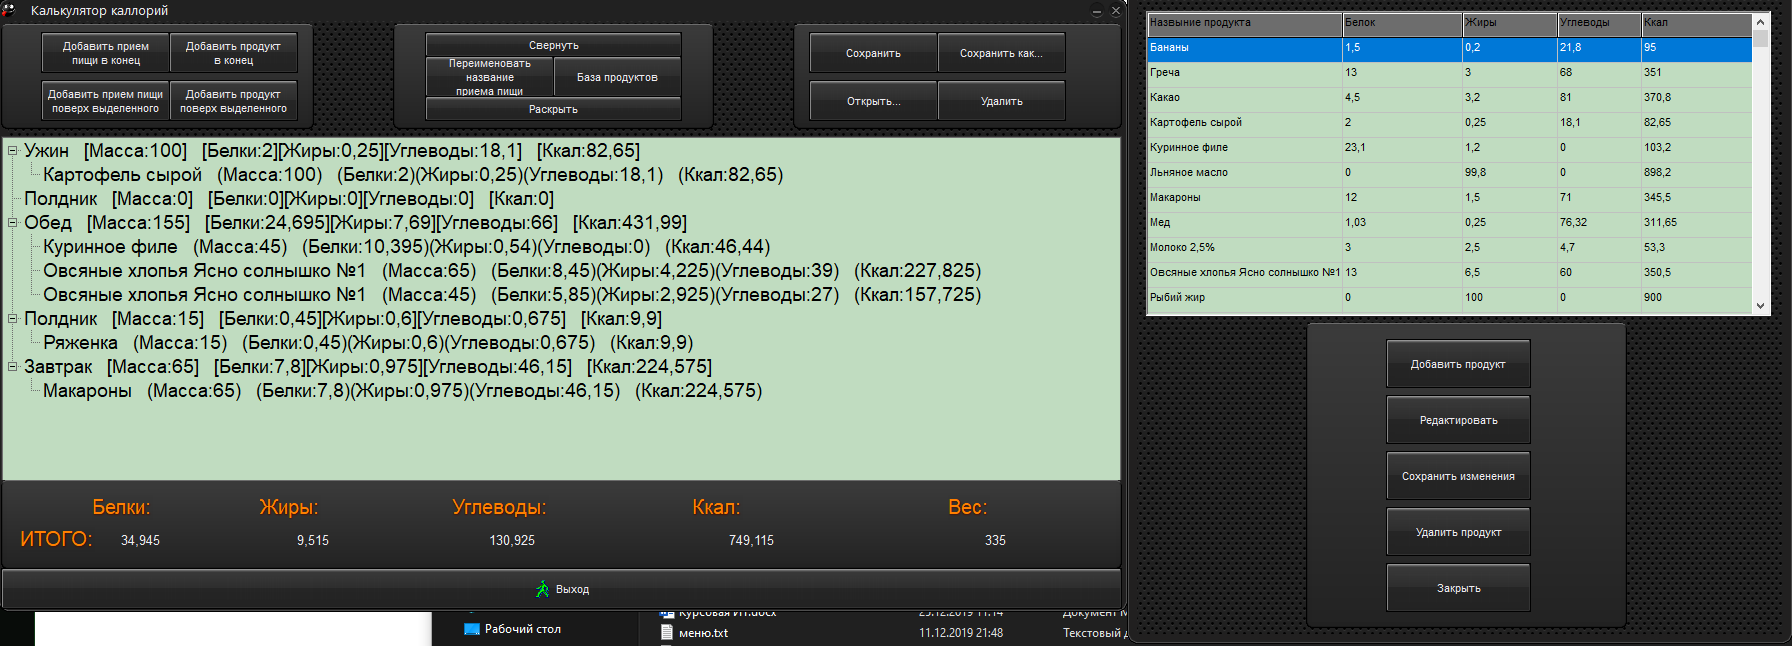 Калькулятор каллорий
Добавить прием
пищи в конец
Добавить продукт
в конец
Добавить прием пищи
поверх выделенного
Добавить продукт
поверх выделенного
Свернуть
Переименовать
название
приема пищи
База продуктов
Раскрыть
Сохранить
Сохранить как...
Открыть...
Удалить
Ужин [Масса:100] [Белки:2][Жиры:0,25][Углеводы:18,1] [Ккал:82,65]
Картофель сырой (Масса:100) (Белки:2)(Жиры:0,25)(Углеводы:18,1) (Ккал:82,65)
Полдник [Масса:0] [Белки:0][Жиры:0][Углеводы:0] [Ккал:0]
Обед [Масса:155] [Белки:24,695][Жиры:7,69][Углеводы:66] [Ккал:431,99]
Куринное филе (Масса:45) (Белки:10,395)(Жиры:0,54)(Углеводы:0) (Ккал:46,44)
Овсяные хлопья Ясно солнышко №1 (Масса:65) (Белки:8,45)(Жиры:4,225)(Углеводы:39) (Ккал:227,825)
Овсяные хлопья Ясно солнышко №1 (Масса:45) (Белки:5,85)(Жиры:2,925)(Углеводы:27) (Ккал:157,725)
Полдник [Масса:15] [Белки:0,45][Жиры:0,6][Углеводы:0,675] [Ккал:9,9]
Ряженка (Масса:15) (Белки:0,45)(Жиры:0,6)(Углеводы:0,675) (Ккал:9,9)
Завтрак [Масса:65] [Белки:7,8][Жиры:0,975][Углеводы:46,15] [Ккал:224,575]
Макароны (Масса:65) (Белки:7,8)(Жиры:0,975)(Углеводы:46,15) (Ккал:224,575)
Белки: Жиры: Углеводы: Ккал: Вес:
ИТОГО: 34,945 9,515 130,925 749,115 335
Выход
Курсовая ИТ.docx 25.12.2019 11:14 Документ М
Рабочий стол
меню.txt 11.12.2019 21:48 Текстовый д
Назвыние продукта Белок Жиры Углеводы Ккал
Бананы 1,5 0,2 21,8 95
Греча 13 3 68 351
Какао 4,5 3,2 81 370,8
Картофель сырой 2 0,25 18,1 82,65
Куринное филе 23,1 1,2 0 103,2
Льняное масло 0 99,8 0 898,2
Макароны 12 1,5 71 345,5
Мед 1,03 0,25 76,32 311,65
Молоко 2,5% 3 2,5 4,7 53,3
Овсяные хлопья Ясно солнышко №1 13 6,5 60 350,5
Рыбий жир 0 100 0 900
Добавить продукт
Редактировать
Сохранить изменения
Удалить продукт
Закрыть